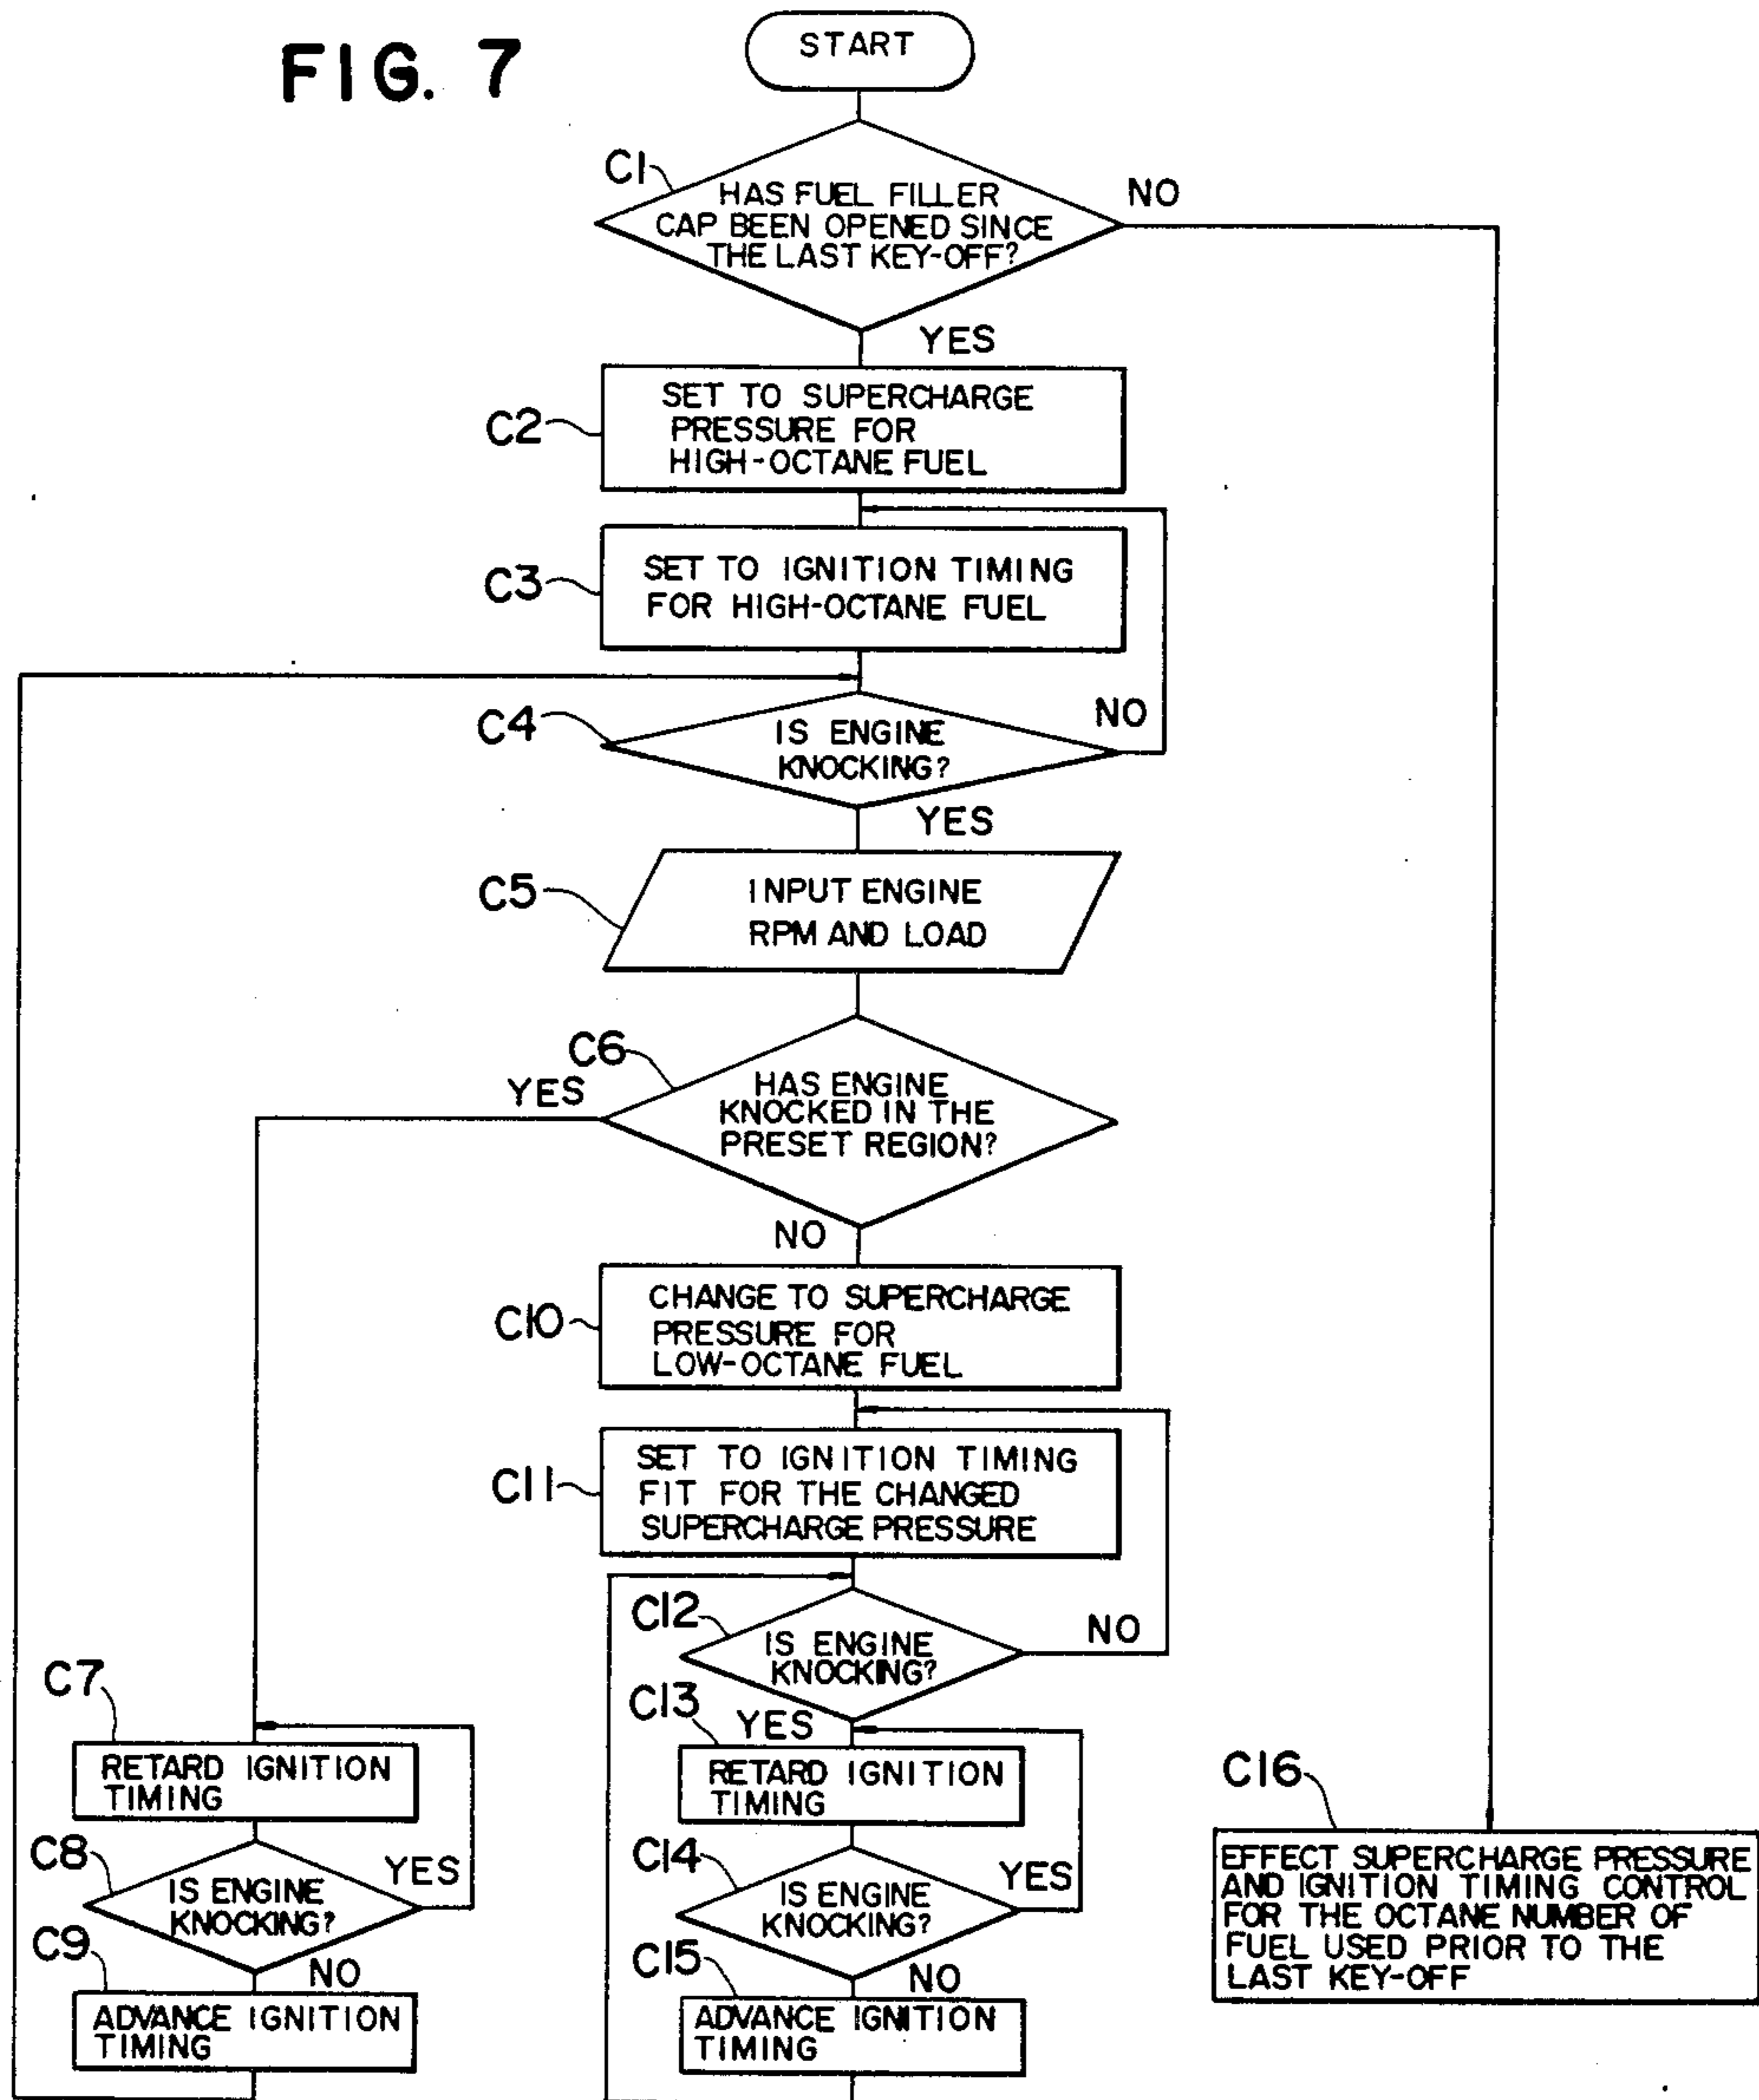 FIG. 7
START
C1
HAS FUEL FILLER
CAP BEEN OPENED SINCE
THE LAST KEY-OFF?
NO
YES
C2
SET TO SUPERCHARGE
PRESSURE FOR
HIGH-OCTANE FUEL
C3
SET TO IGNITION TIMING
FOR HIGH-OCTANE FUEL
C4
IS ENGINE
KNOCKING?
NO
YES
C5
INPUT ENGINE
RPM AND LOAD
C6
YES
HAS ENGINE
KNOCKED IN THE
PRESET REGION?
NO
C10
CHANGE TO SUPERCHARGE
PRESSURE FOR
LOW-OCTANE FUEL
C11
SET TO IGNITION TIMING
FIT FOR THE CHANGED
SUPERCHARGE PRESSURE
C12
IS ENGINE
KNOCKING?
NO
C7
RETARD IGNITION
TIMING
C8
IS ENGINE
KNOCKING?
YES
C9
NO
ADVANCE IGNITION
TIMING
C13
YES
RETARD IGNITION
TIMING
C14
IS ENGINE
KNOCKING?
YES
C15
NO
ADVANCE IGNITION
TIMING
C16
EFFECT SUPERCHARGE PRESSURE
AND IGNITION TIMING CONTROL
FOR THE OCTANE NUMBER OF
FUEL USED PRIOR TO THE
LAST KEY-OFF